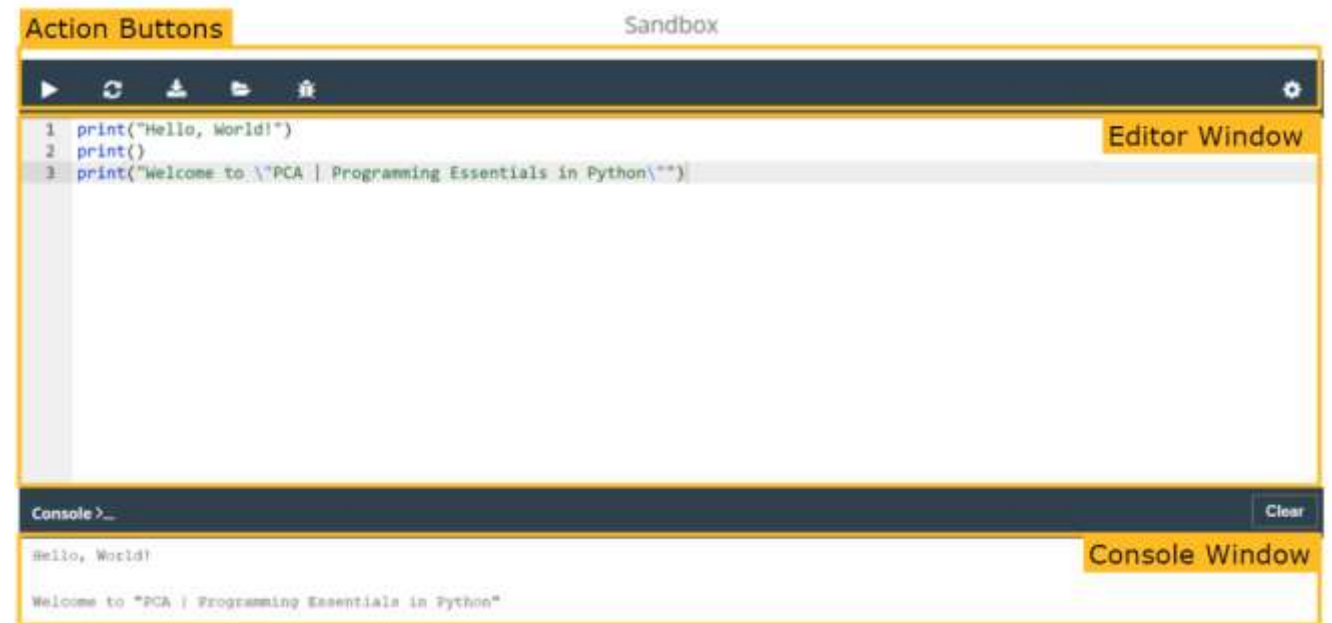 Action Buttons
Sandbox
1 print("Hello, World!")
Editor Window
2 print()
3 print("Welcome to \"PCA | Programming Essentials in Python\"")
Console >_
Clear
Hello, World!
Console Window
Welcome to "PCA | Programming Essentials in Python"